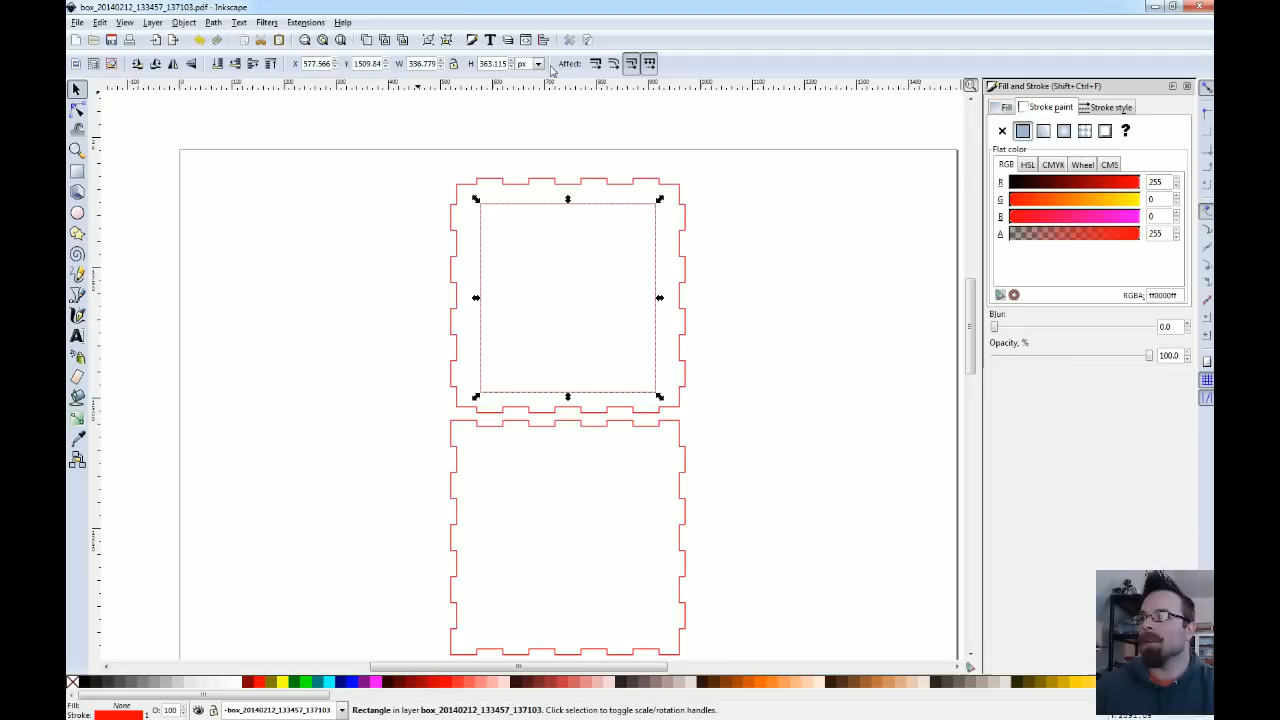 box_20140212_133457_137103.pdf - Inkscape
File Edit View Layer Object Path Text Filters Extensions Help
X 577.566 Y 1509.84 W 336.779 H 363.115 px Affect:
Fill and Stroke (Shift+Ctrl+F)
Fill Stroke paint Stroke style
?
Flat color
RGB HSL CMYK Wheel CMS
R 255
G 0
B 0
A 255
RGBA: ff0000ff
Blur:
0.0
Opacity, %
100.0
Fill: None
Stroke: 1 O: 100 box_20140212_133457_137103 Rectangle in layer box_20140212_133457_137103. Click selection to toggle scale/rotation handles.